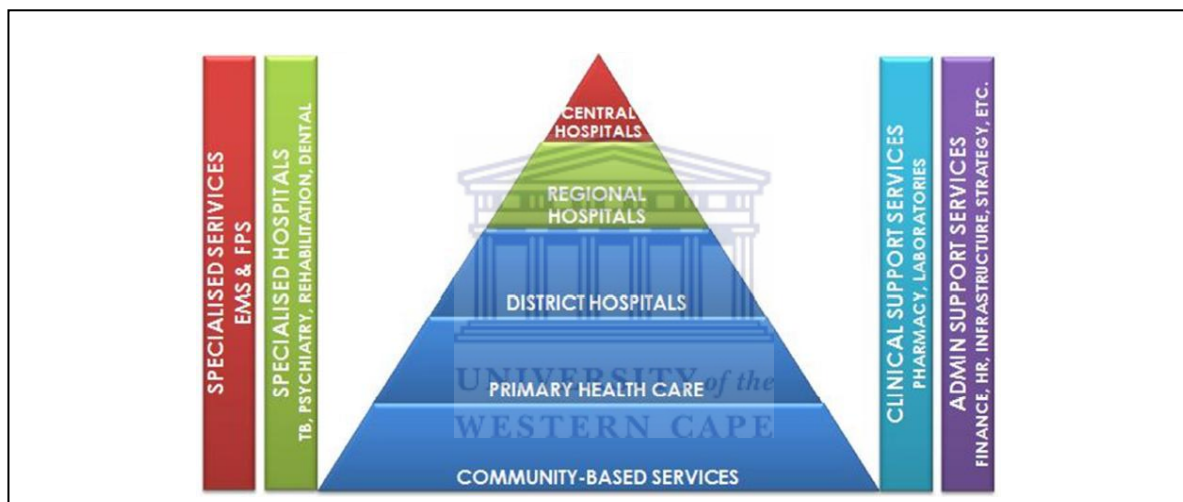 SPECIALISED SERIVICES
EMS & FPS
SPECIALISED HOSPITALS
TB, PSYCHIATRY, REHABILITATION, DENTAL
CENTRAL
HOSPITALS
REGIONAL
HOSPITALS
DISTRICT HOSPITALS
PRIMARY HEALTH CARE
COMMUNITY-BASED SERVICES
UNIVERSITY of the
WESTERN CAPE
CLINICAL SUPPORT SERVICES
PHARMACY, LABORATORIES
ADMIN SUPPORT SERVICES
FINANCE, HR, INFRASTRUCTURE, STRATEGY, ETC.